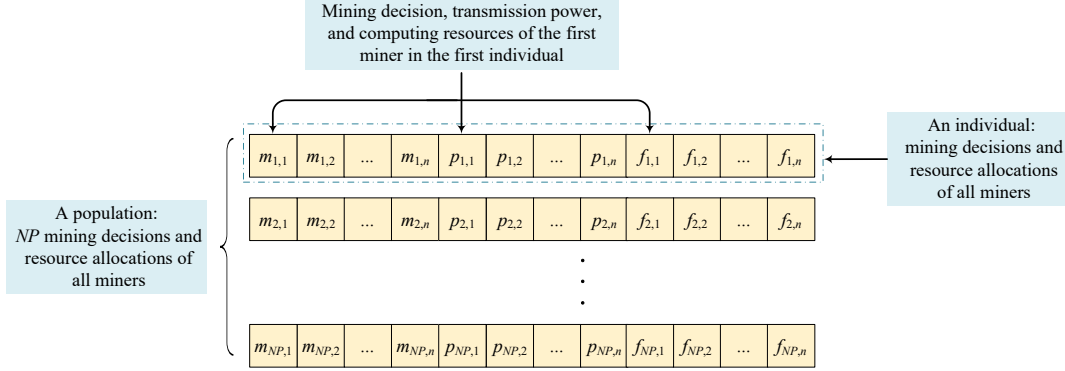 Mining decision, transmission power,
and computing resources of the first
miner in the first individual
An individual:
mining decisions and
resource allocations
of all miners
m1,1 m1,2 ... m1,n p1,1 p1,2 ... p1,n f1,1 f1,2 ... f1,n
A population:
NP mining decisions and
resource allocations of
all miners
m2,1 m2,2 ... m2,n p2,1 p2,2 ... p2,n f2,1 f2,2 ... f2,n
mNP,1 mNP,2 ... mNP,n pNP,1 pNP,2 ... pNP,n fNP,1 fNP,2 ... fNP,n